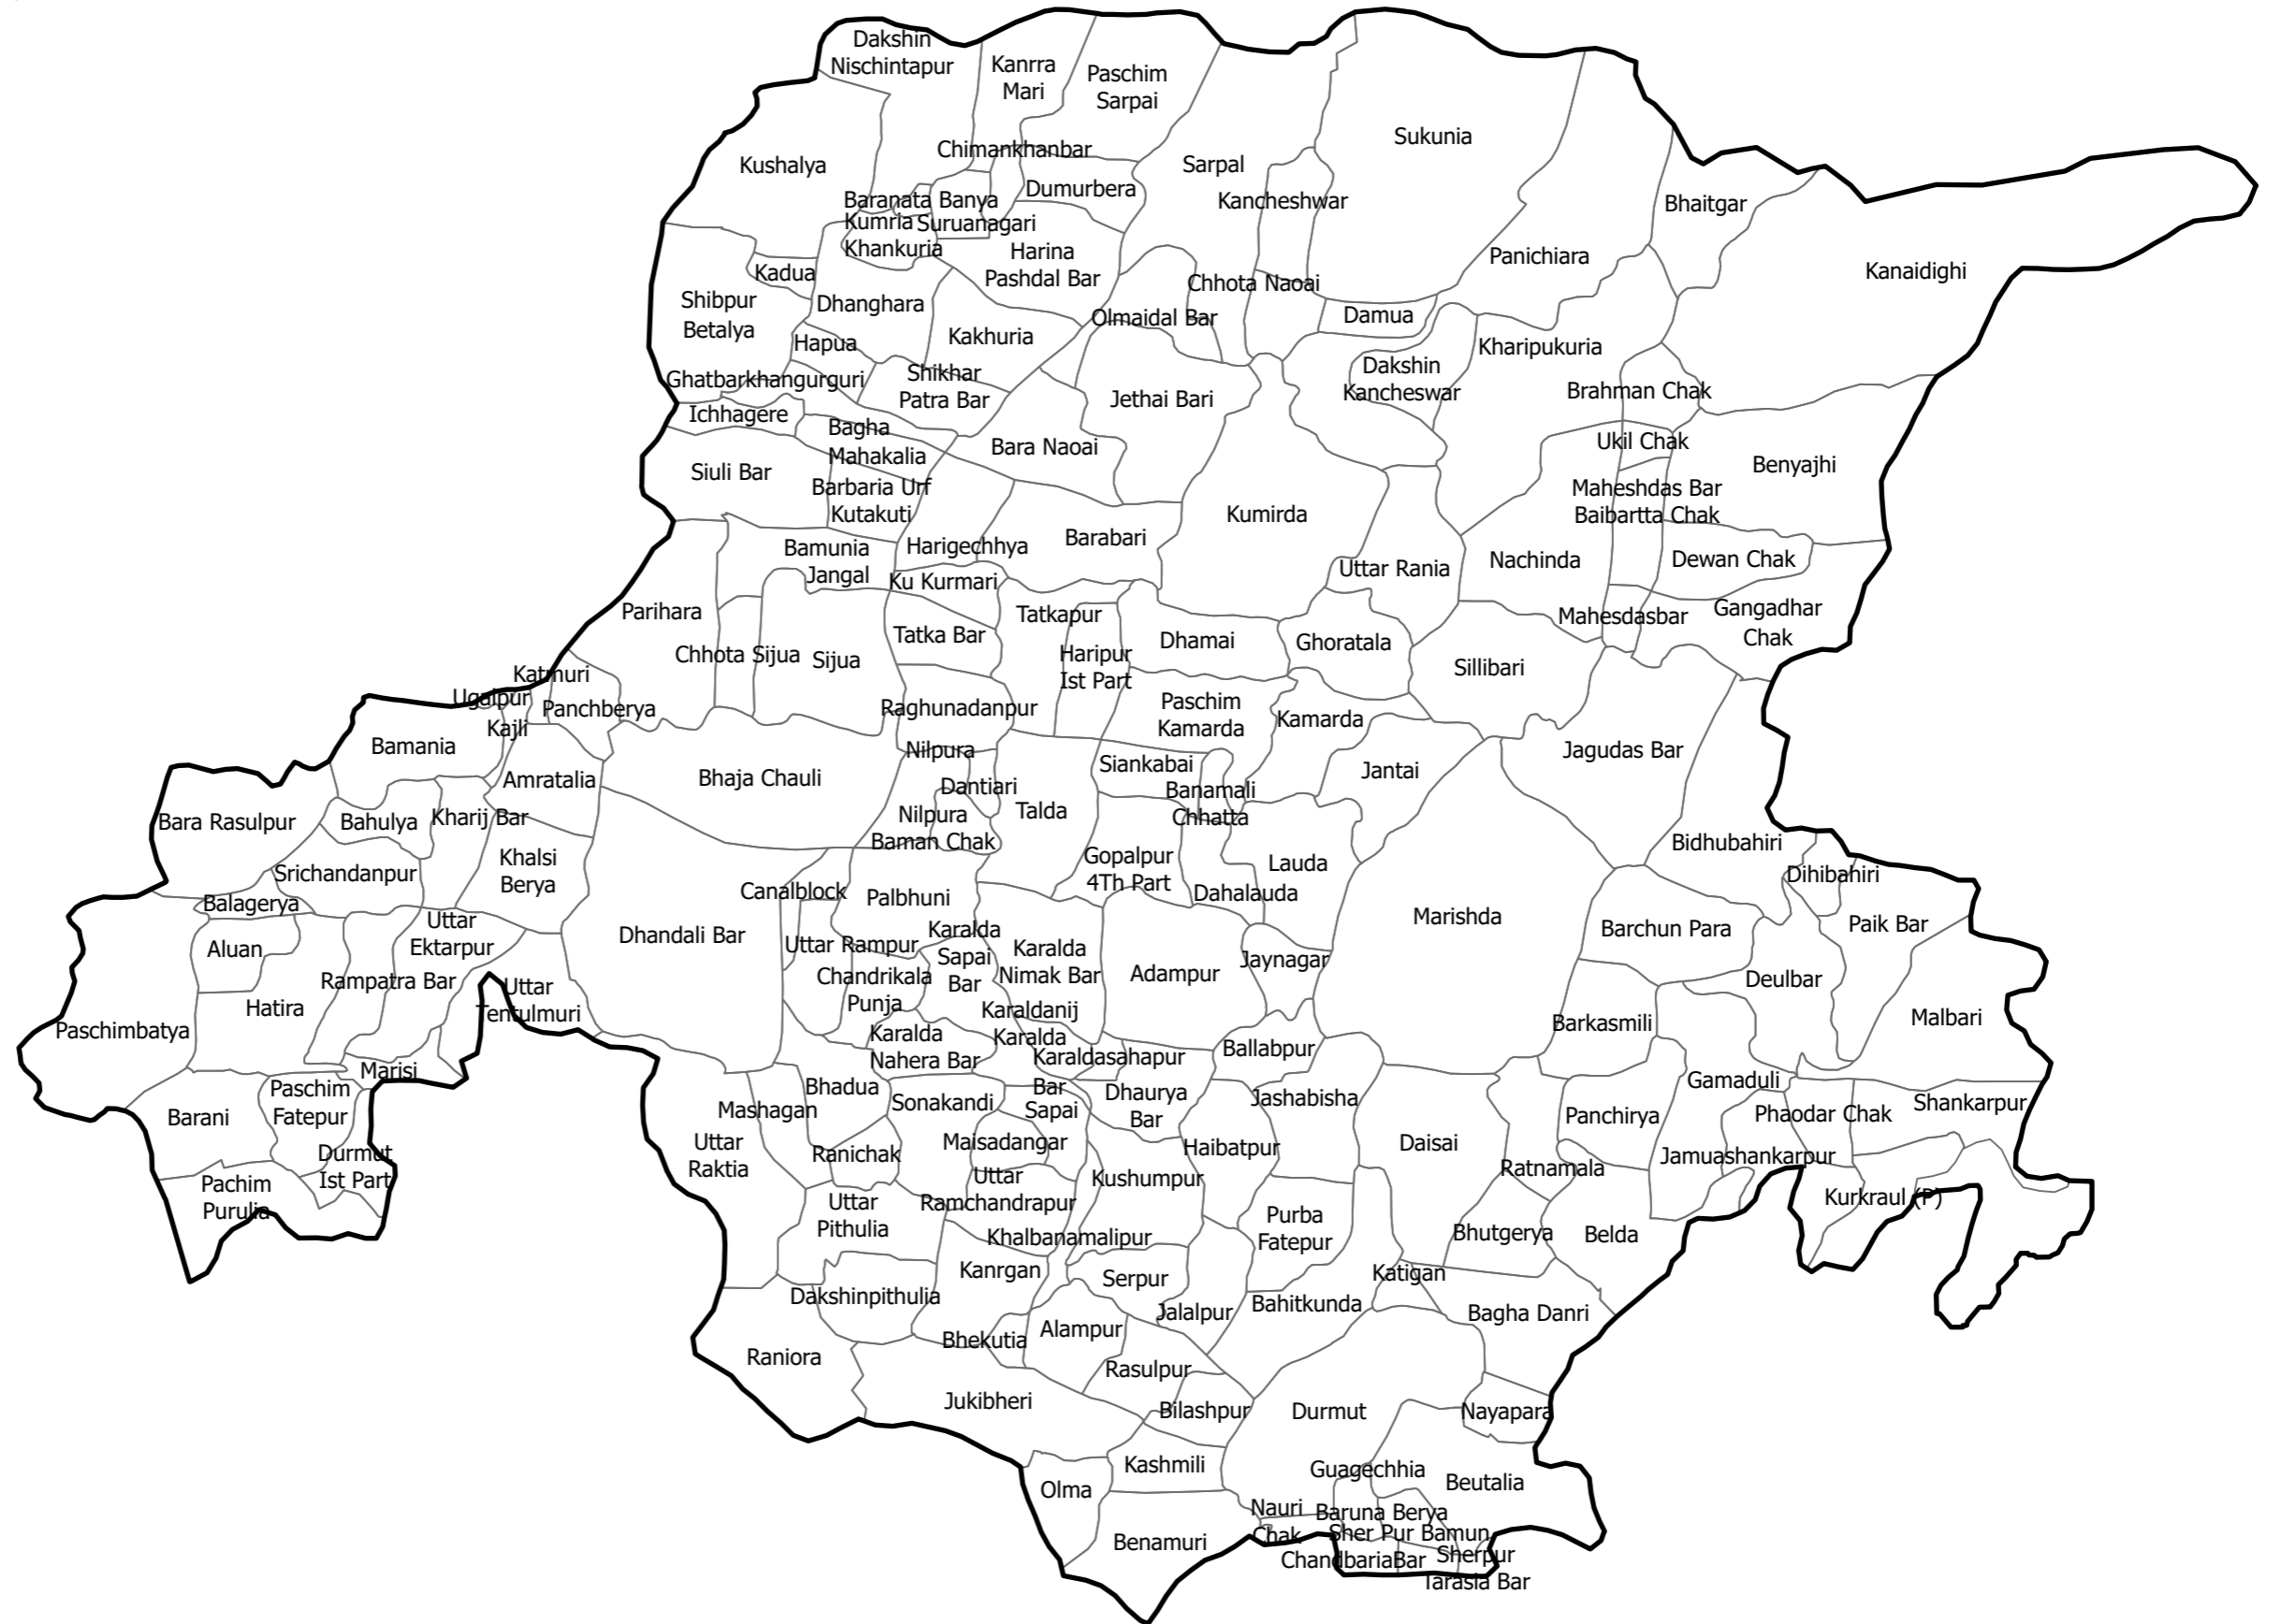 Dakshin
Nischintapur
Kanrra
Mari
Paschim
Sarpai
Sukunia
Chimankhanbar
Kushalya
Sarpal
Dumurbera
Baranata Banya
Kancheshwar
Bhaitgar
Kumria
Suruanagari
Khankuria
Harina
Pashdal Bar
Panichiara
Kanaidighi
Kadua
Chhota Naoai
Shibpur
Betalya
Dhanghara
Olmaidal Bar
Damua
Kakhuria
Hapua
Kharipukuria
Dakshin
Kancheswar
Ghatbarkhangurguri
Shikhar
Patra Bar
Jethai Bari
Brahman Chak
Ichhagere
Bagha
Mahakalia
Bara Naoai
Ukil Chak
Siuli Bar
Benyajhi
Barbaria Urf
Kutakuti
Maheshdas Bar
Baibartta Chak
Kumirda
Bamunia
Jangal
Harigechhya
Barabari
Uttar Rania
Nachinda
Dewan Chak
Ku Kurmari
Parihara
Tatkapur
Mahesdasbar
Gangadhar
Chak
Tatka Bar
Dhamai
Ghoratala
Chhota Sijua
Sijua
Haripur
Ist Part
Sillibari
Katmuri
Ugalpur
Panchberya
Raghunadanpur
Paschim
Kamarda
Kamarda
Kajli
Bamania
Nilpura
Jagudas Bar
Amratalia
Bhaja Chauli
Siankabai
Jantai
Dantiari
Banamali
Chhatta
Bara Rasulpur
Bahulya
Kharij Bar
Nilpura
Baman Chak
Talda
Bidhubahiri
Khalsi
Berya
Gopalpur
4Th Part
Lauda
Srichandanpur
Dihibahiri
Canalblock
Palbhuni
Dahalauda
Balagerya
Marishda
Uttar
Ektarpur
Dhandali Bar
Karalda
Sapai
Bar
Barchun Para
Paik Bar
Aluan
Uttar Rampur
Karalda
Nimak Bar
Jaynagar
Rampatra Bar
Chandrikala
Punja
Adampur
Deulbar
Hatira
Uttar
Tentulmuri
Karaldanij
Karalda
Malbari
Paschimbatya
Karalda
Nahera Bar
Barkasmili
Karaldasahapur
Ballabpur
Marisi
Paschim
Fatepur
Bhadua
Bar
Sapai
Dhaurya
Bar
Jashabisha
Gamaduli
Barani
Mashagan
Sonakandi
Panchirya
Phaodar Chak
Shankarpur
Uttar
Raktia
Maisadangar
Haibatpur
Daisai
Durmut
Ist Part
Ranichak
Ratnamala
Jamuashankarpur
Pachim
Purulia
Uttar
Ramchandrapur
Kushumpur
Kurkraul (P)
Uttar
Pithulia
Purba
Fatepur
Khalbanamalipur
Bhutgerya
Belda
Kanrgan
Serpur
Katigan
Dakshinpithulia
Jalalpur
Bahitkunda
Bagha Danri
Bhekutia
Alampur
Raniora
Rasulpur
Jukibheri
Bilashpur
Durmut
Nayapara
Kashmili
Guagechhia
Beutalia
Olma
Nauri
Chak
Baruna Berya
Benamuri
Sher Pur Bamun
Chandbaria
Bar
Sherpur
Tarasia Bar